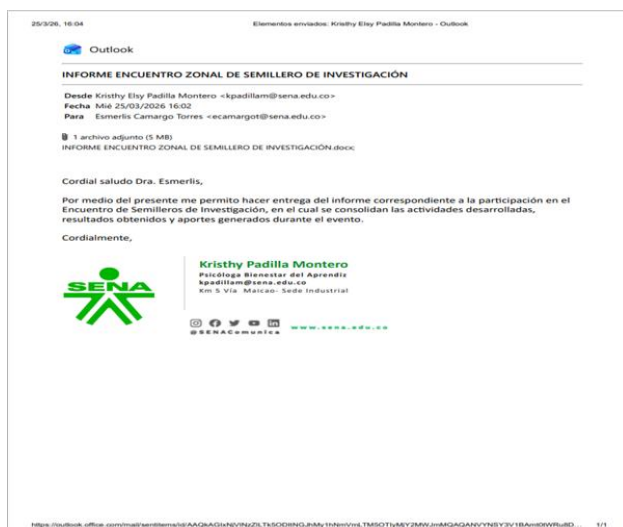 25/3/26, 16:04
Elementos enviados: Kristhy Elsy Padilla Montero - Outlook
Outlook
INFORME ENCUENTRO ZONAL DE SEMILLERO DE INVESTIGACIÓN
Desde Kristhy Elsy Padilla Montero <kpadillam@sena.edu.co>
Fecha Mié 25/03/2026 16:02
Para Esmerlis Camargo Torres <ecamargot@sena.edu.co>
1 archivo adjunto (5 MB)
INFORME ENCUENTRO ZONAL DE SEMILLERO DE INVESTIGACIÓN.docx;
Cordial saludo Dra. Esmerlis,
Por medio del presente me permito hacer entrega del informe correspondiente a la participación en el
Encuentro de Semilleros de Investigación, en el cual se consolidan las actividades desarrolladas,
resultados obtenidos y aportes generados durante el evento.
Cordialmente,
SENA
Kristhy Padilla Montero
Psicóloga Bienestar del Aprendiz
kpadillam@sena.edu.co
Km 5 Vía Maicao- Sede Industrial
@SENAComunica
www.sena.edu.co
1/1